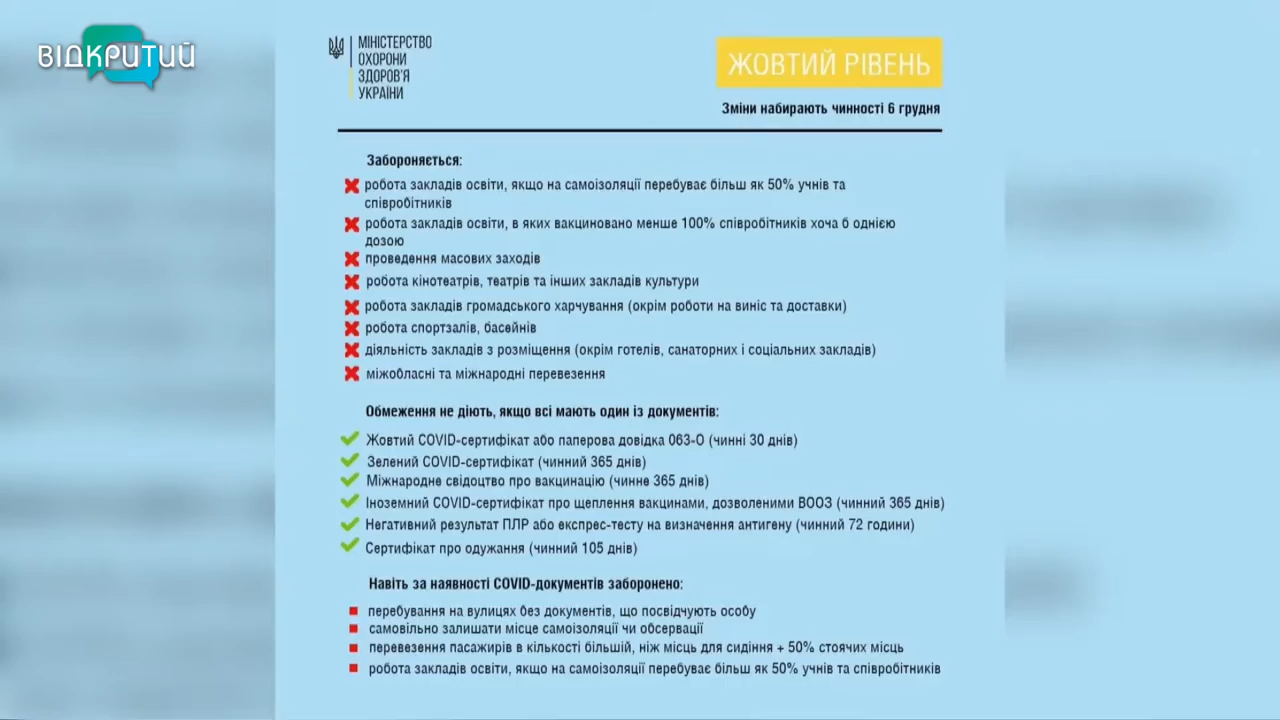 ВІДКРИТИЙ
МІНІСТЕРСТВО
ОХОРОНИ
ЗДОРОВ'Я
УКРАЇНИ
ЖОВТИЙ РІВЕНЬ
Зміни набирають чинності 6 грудня
Забороняється:
робота закладів освіти, якщо на самоізоляції перебуває більш як 50% учнів та
співробітників
робота закладів освіти, в яких вакциновано менше 100% співробітників хоча б однією
дозою
проведення масових заходів
робота кінотеатрів, театрів та інших закладів культури
робота закладів громадського харчування (окрім роботи на виніс та доставки)
робота спортзалів, басейнів
діяльність закладів з розміщення (окрім готелів, санаторних і соціальних закладів)
міжобласні та міжнародні перевезення
Обмеження не діють, якщо всі мають один із документів:
Жовтий COVID-сертифікат або паперова довідка 063-О (чинні 30 днів)
Зелений COVID-сертифікат (чинний 365 днів)
Міжнародне свідоцтво про вакцинацію (чинне 365 днів)
Іноземний COVID-сертифікат про щеплення вакцинами, дозволеними ВООЗ (чинний 365 днів)
Негативний результат ПЛР або експрес-тесту на визначення антигену (чинний 72 години)
Сертифікат про одужання (чинний 105 днів)
Навіть за наявності COVID-документів заборонено:
перебування на вулицях без документів, що посвідчують особу
самовільно залишати місце самоізоляції чи обсервації
перевезення пасажирів в кількості більшій, ніж місць для сидіння + 50% стоячих місць
робота закладів освіти, якщо на самоізоляції перебуває більш як 50% учнів та співробітників